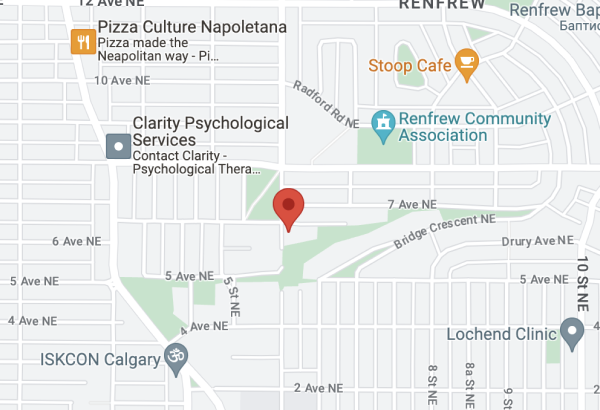 12 Ave NE
RENFREW
Renfrew Bap
Баптис
Pizza Culture Napoletana
Pizza made the
Neapolitan way - Pi...
Stoop Cafe
10 Ave NE
Radford Rd NE
Renfrew Community
Association
Clarity Psychological
Services
Contact Clarity -
Psychological Thera...
7 Ave NE
Bridge Crescent NE
6 Ave NE
Drury Ave NE
5 Ave NE
5 Ave NE
5 St NE
5 Ave NE
10 St NE
4 Ave NE
4 Ave NE
Lochend Clinic
ISKCON Calgary
2 Ave NE
8 St NE
8a St NE
9 St